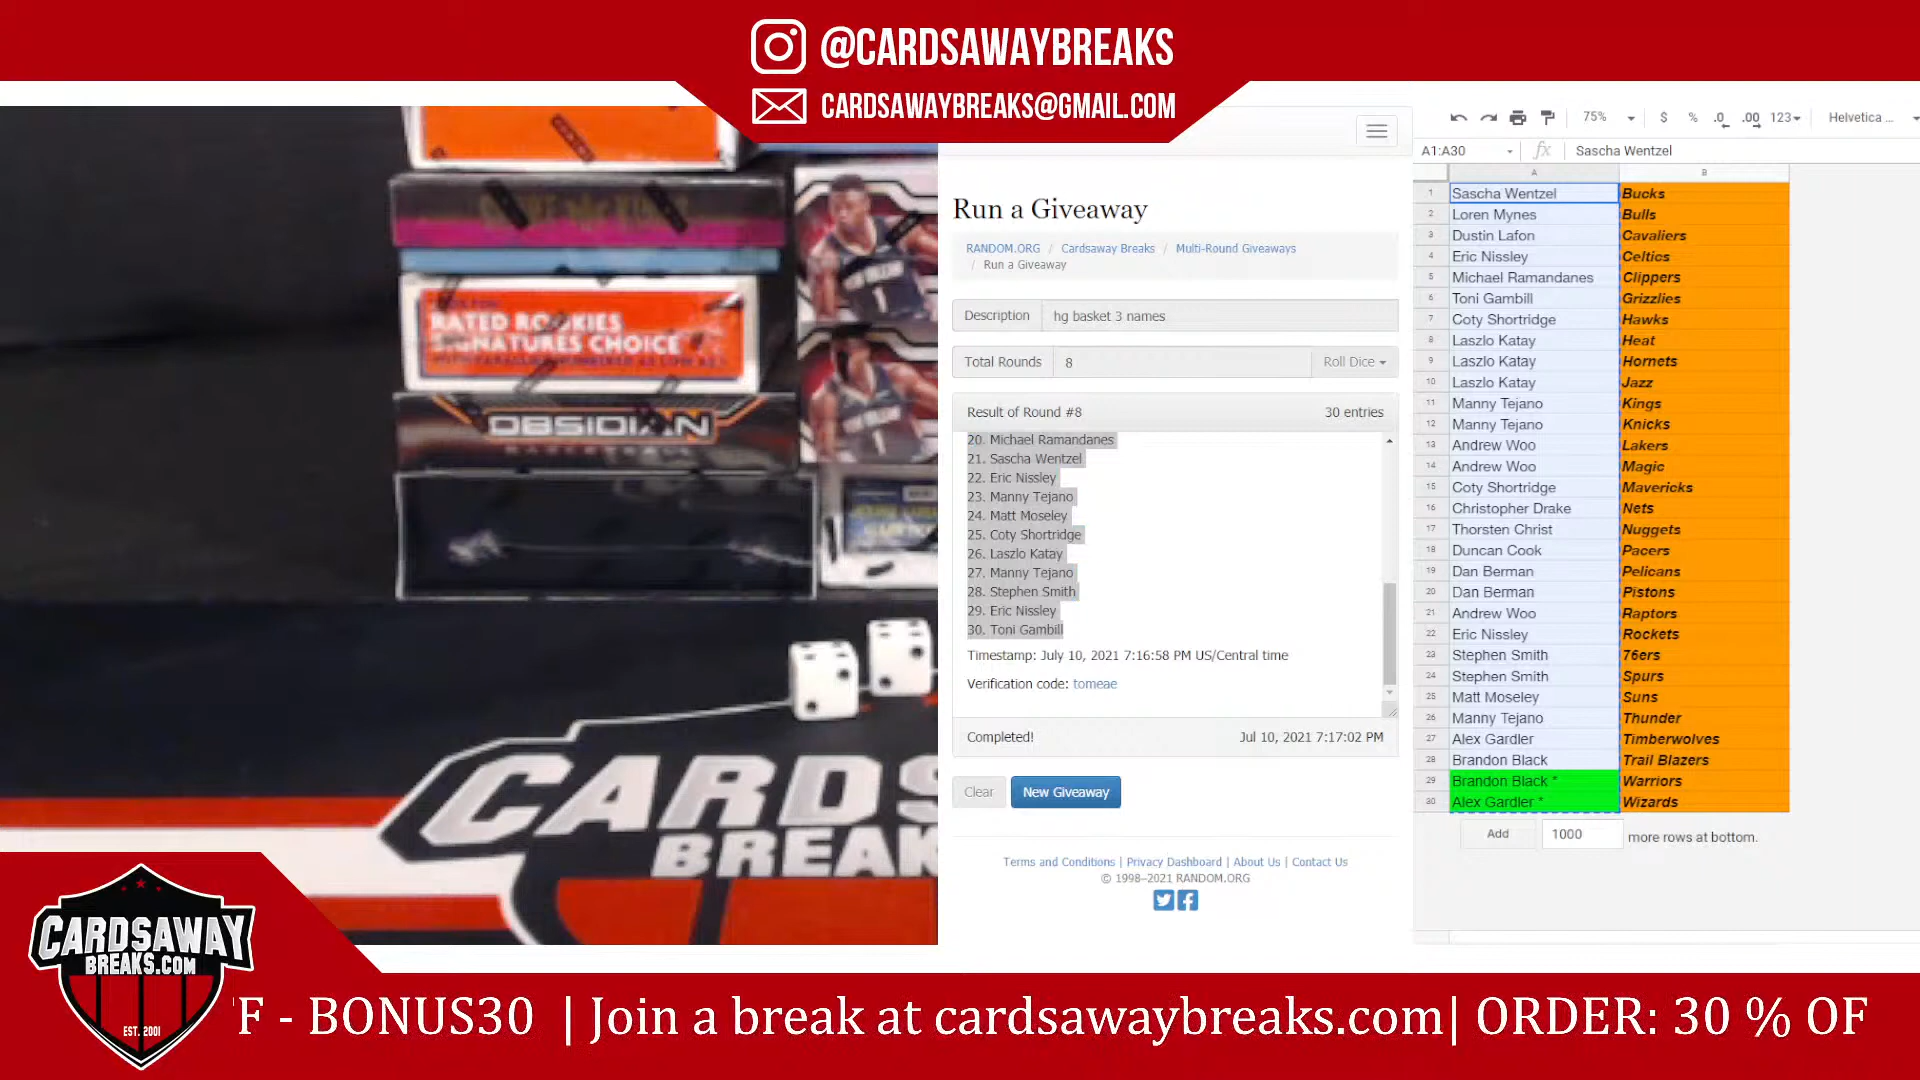 @CARDSAWAYBREAKS
CARDSAWAYBREAKS@GMAIL.COM
RATED ROOKIES
SIGNATURES CHOICE
OBSIDIAN
BASKETBALL
1
1
CARDS
BREAK
Run a Giveaway
RANDOM.ORG / Cardsaway Breaks / Multi-Round Giveaways
/ Run a Giveaway
Description hg basket 3 names
Total Rounds 8 Roll Dice
Result of Round #8 30 entries
20. Michael Ramandanes
21. Sascha Wentzel
22. Eric Nissley
23. Manny Tejano
24. Matt Moseley
25. Coty Shortridge
26. Laszlo Katay
27. Manny Tejano
28. Stephen Smith
29. Eric Nissley
30. Toni Gambill
Timestamp: July 10, 2021 7:16:58 PM US/Central time
Verification code: tomeae
Completed! Jul 10, 2021 7:17:02 PM
Clear New Giveaway
Terms and Conditions | Privacy Dashboard | About Us | Contact Us
© 1998–2021 RANDOM.ORG
75% $ % .0 .00 123 Helvetica ...
A1:A30 fx Sascha Wentzel
A B
1 Sascha Wentzel Bucks
2 Loren Mynes Bulls
3 Dustin Lafon Cavaliers
4 Eric Nissley Celtics
5 Michael Ramandanes Clippers
6 Toni Gambill Grizzlies
7 Coty Shortridge Hawks
8 Laszlo Katay Heat
9 Laszlo Katay Hornets
10 Laszlo Katay Jazz
11 Manny Tejano Kings
12 Manny Tejano Knicks
13 Andrew Woo Lakers
14 Andrew Woo Magic
15 Coty Shortridge Mavericks
16 Christopher Drake Nets
17 Thorsten Christ Nuggets
18 Duncan Cook Pacers
19 Dan Berman Pelicans
20 Dan Berman Pistons
21 Andrew Woo Raptors
22 Eric Nissley Rockets
23 Stephen Smith 76ers
24 Stephen Smith Spurs
25 Matt Moseley Suns
26 Manny Tejano Thunder
27 Alex Gardler Timberwolves
28 Brandon Black Trail Blazers
29 Brandon Black * Warriors
30 Alex Gardler * Wizards
Add 1000 more rows at bottom.
CARDSAWAY
BREAKS.COM
EST. 2001
F - BONUS30 | Join a break at cardsawaybreaks.com| ORDER: 30 % OF